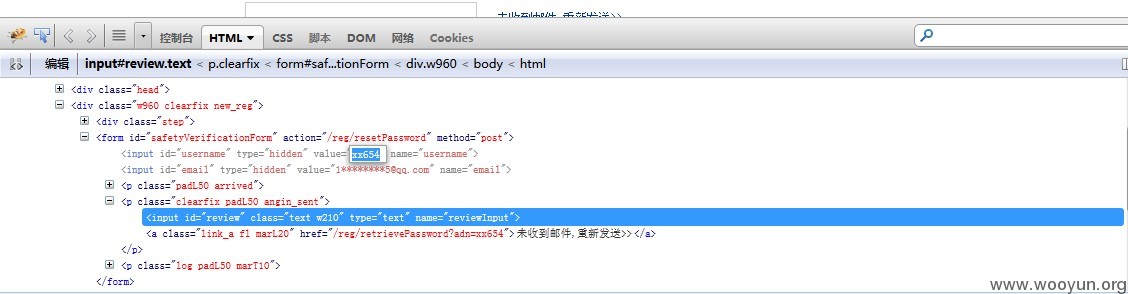 未收到邮件,重新发送>>
控制台 HTML CSS 脚本 DOM 网络 Cookies
编辑 input#review.text < p.clearfix < form#saf...tionForm < div.w960 < body < html
<div class="head">
<div class="w960 clearfix new_reg">
<div class="step">
<form id="safetyVerificationForm" action="/reg/resetPassword" method="post">
<input id="username" type="hidden" value="xx654" name="username">
<input id="email" type="hidden" value="1********5@qq.com" name="email">
<p class="padL50 arrived">
<p class="clearfix padL50 angin_sent">
<input id="review" class="text w210" type="text" name="reviewInput">
<a class="link_a fl marL20" href="/reg/retrievePassword?adn=xx654">未收到邮件,重新发送>></a>
</p>
<p class="log padL50 marT10">
</form>
www.wooyun.org